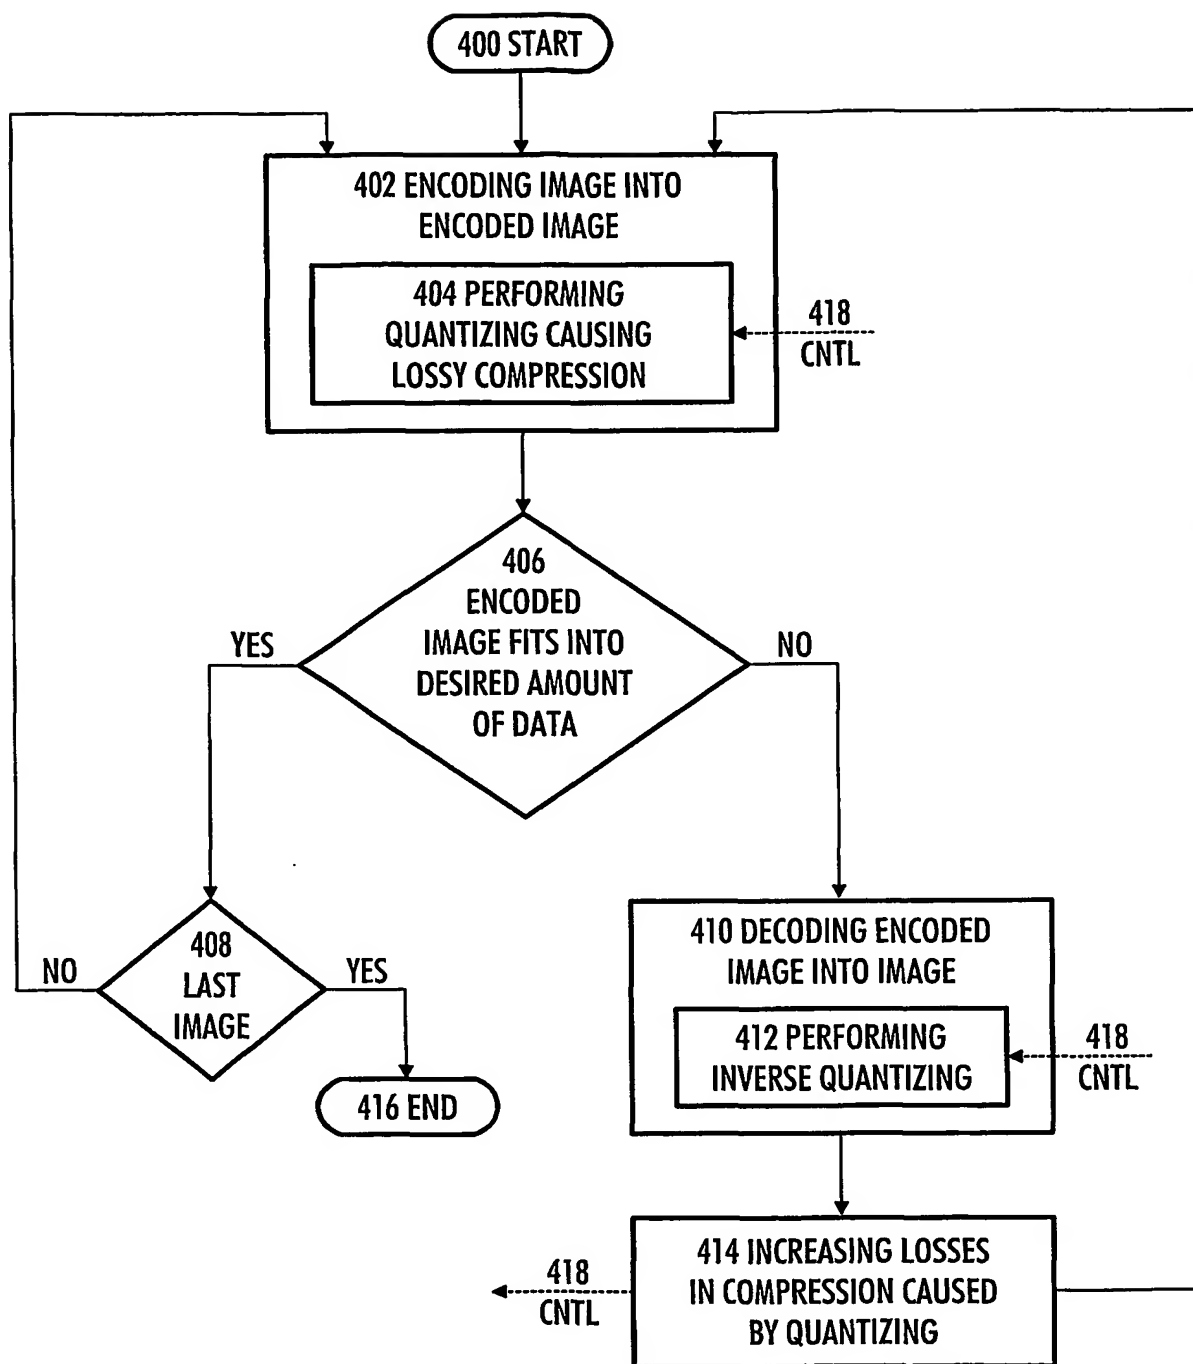 400 START
402 ENCODING IMAGE INTO
ENCODED IMAGE
404 PERFORMING
QUANTIZING CAUSING
LOSSY COMPRESSION
418
CNTL
406
ENCODED
IMAGE FITS INTO
DESIRED AMOUNT
OF DATA
YES
NO
408
LAST
IMAGE
NO
YES
416 END
410 DECODING ENCODED
IMAGE INTO IMAGE
412 PERFORMING
INVERSE QUANTIZING
418
CNTL
414 INCREASING LOSSES
IN COMPRESSION CAUSED
BY QUANTIZING
418
CNTL